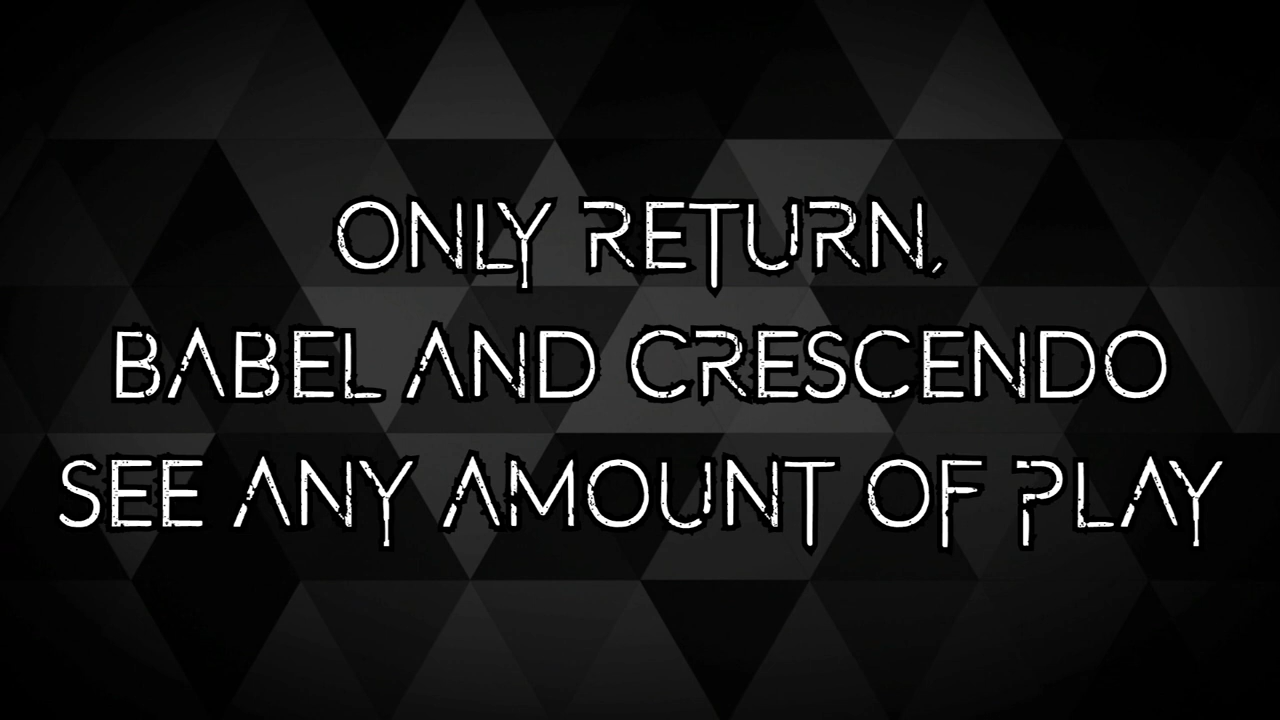 ONLY RETURN,
BABEL AND CRESCENDO
SEE ANY AMOUNT OF PLAY